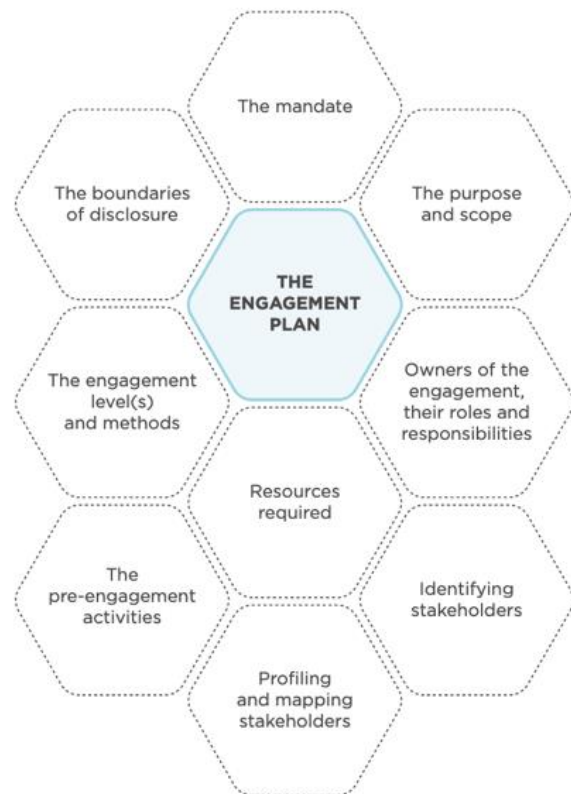 The mandate
The boundaries
of disclosure
The purpose
and scope
THE
ENGAGEMENT
PLAN
The engagement
level(s)
and methods
Owners of the
engagement,
their roles and
responsibilities
Resources
required
The
pre-engagement
activities
Identifying
stakeholders
Profiling
and mapping
stakeholders